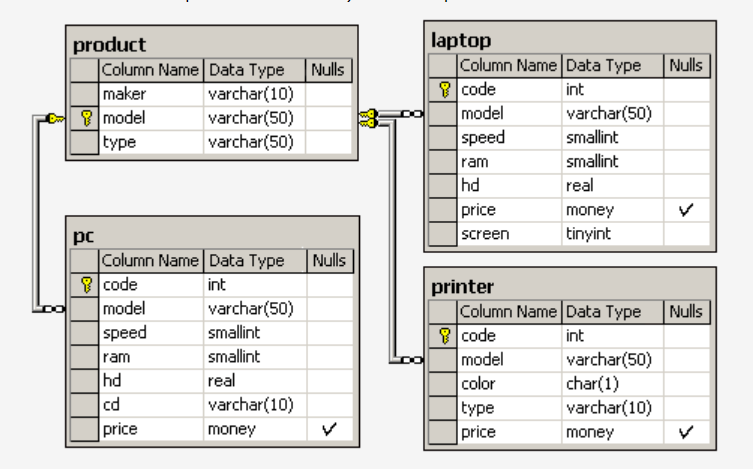 product
Column Name Data Type Nulls
maker varchar(10)
model varchar(50)
type varchar(50)
laptop
Column Name Data Type Nulls
code int
model varchar(50)
speed smallint
ram smallint
hd real
price money ✓
screen tinyint
pc
Column Name Data Type Nulls
code int
model varchar(50)
speed smallint
ram smallint
hd real
cd varchar(10)
price money ✓
printer
Column Name Data Type Nulls
code int
model varchar(50)
color char(1)
type varchar(10)
price money ✓